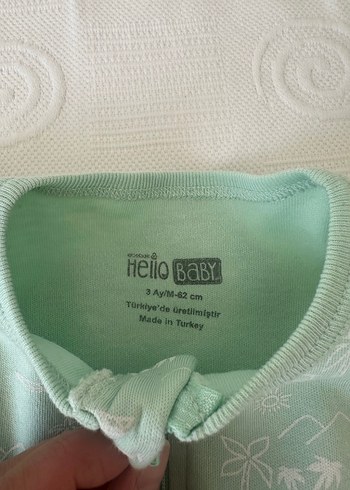 Hello BABY
3 Ay/M-62 cm
Türkiye'de üretilmiştir
Made in Turkey